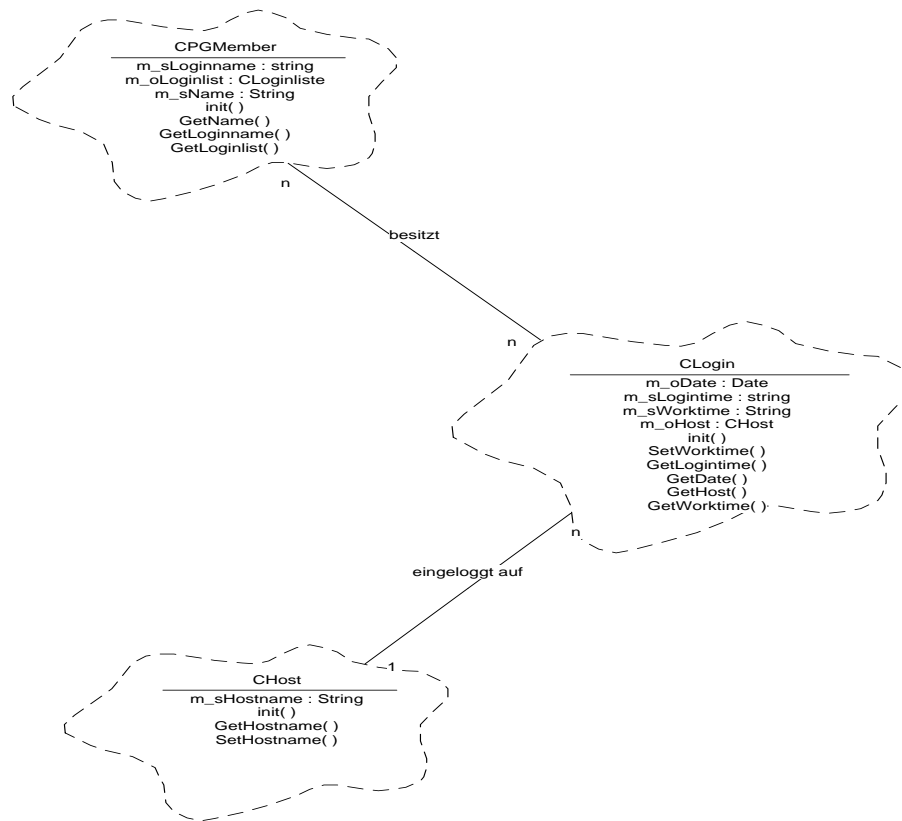 CPGMember
m_sLoginname : string
m_oLoginlist : CLoginliste
m_sName : String
init( )
GetName( )
GetLoginname( )
GetLoginlist( )
n
besitzt
n
CLogin
m_oDate : Date
m_sLogintime : string
m_sWorktime : String
m_oHost : CHost
init( )
SetWorktime( )
GetLogintime( )
GetDate( )
GetHost( )
GetWorktime( )
n
eingeloggt auf
1
CHost
m_sHostname : String
init( )
GetHostname( )
SetHostname( )